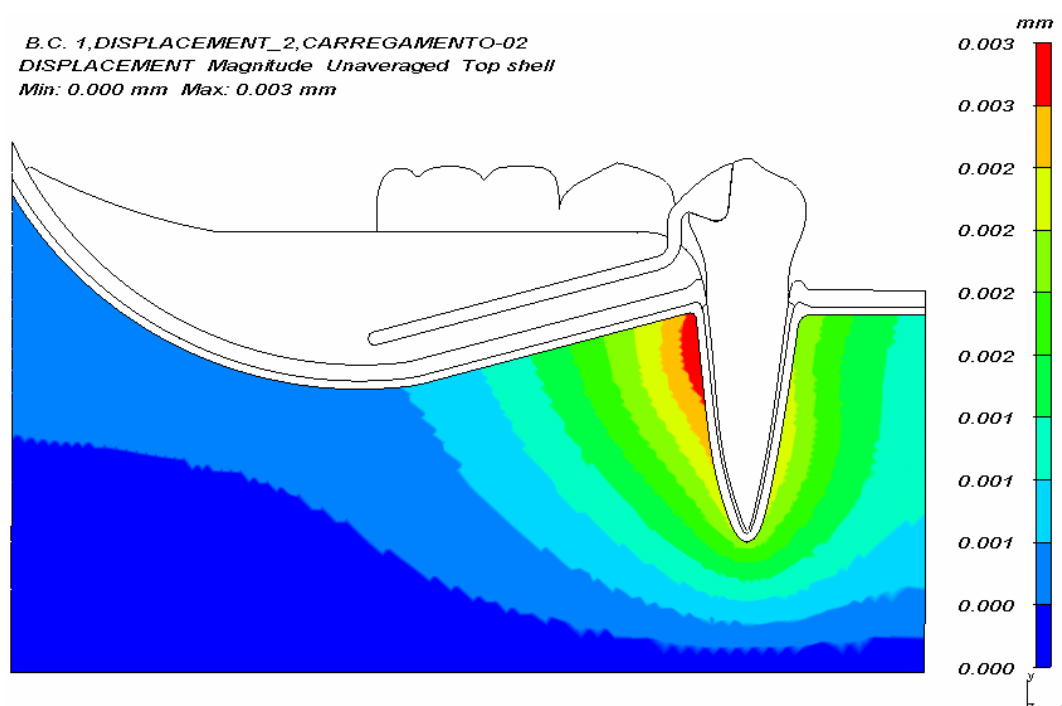 mm
B.C. 1,DISPLACEMENT_2,CARREGAMENTO-02
DISPLACEMENT Magnitude Unaveraged Top shell
Min: 0.000 mm Max: 0.003 mm
0.003
0.003
0.002
0.002
0.002
0.002
0.001
0.001
0.001
0.000
0.000
y